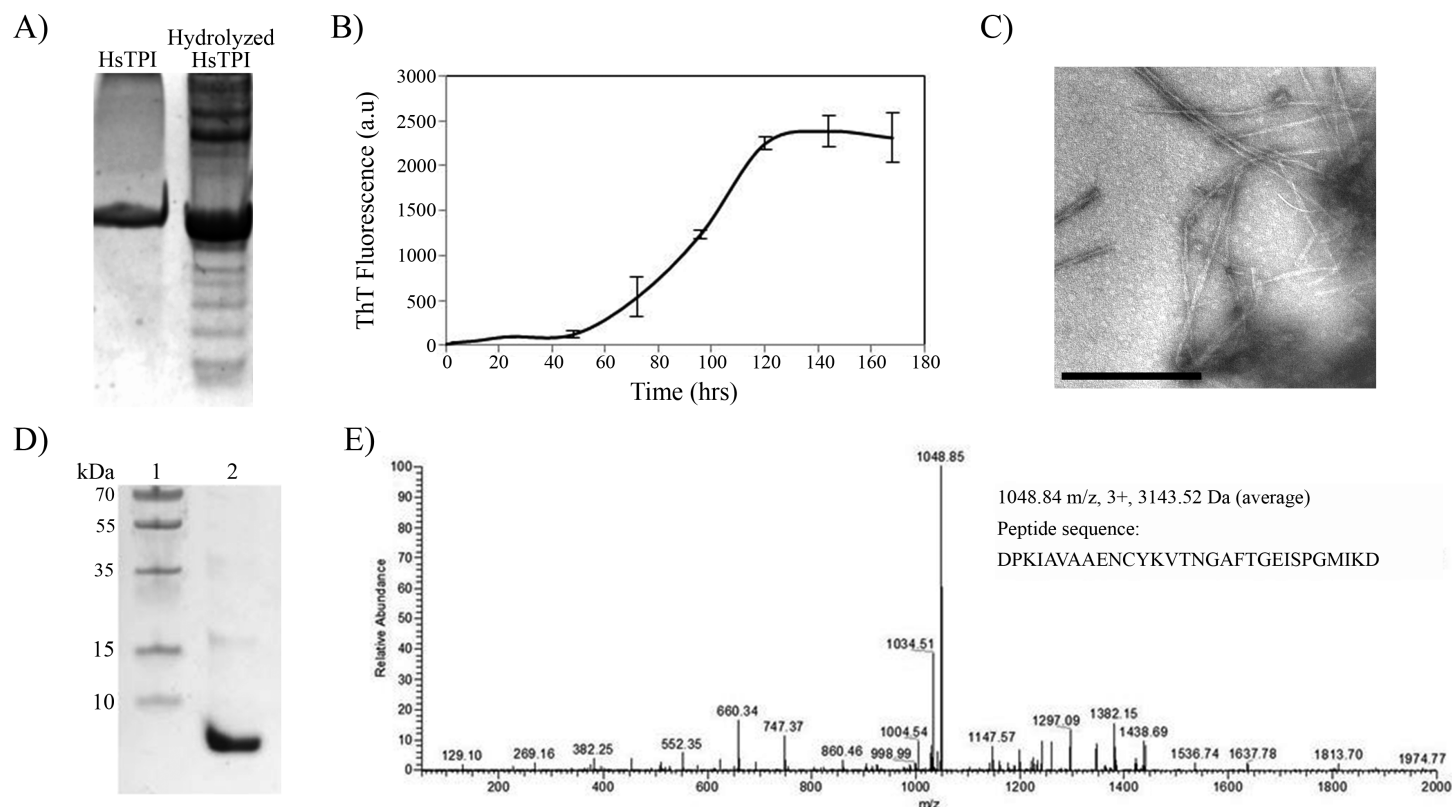 A)
HsTPI
Hydrolyzed
HsTPI
B)
ThT Fluorescence (a.u)
3000
2500
2000
1500
1000
500
0
0 20 40 60 80 100 120 140 160 180
Time (hrs)
C)
D)
kDa 1 2
70
55
35
15
10
E)
Relative Abundance
100
90
80
70
60
50
40
30
20
10
0
1048.85
1034.51
660.34
747.37
1004.54
998.99
860.46
552.35
382.25
269.16
129.10
1147.57
1297.09
1382.15
1438.69
1536.74
1637.78
1813.70
1974.77
200 400 600 800 1000 1200 1400 1600 1800 2000
m/z
1048.84 m/z, 3+, 3143.52 Da (average)
Peptide sequence:
DPKIAVAAENCYKVTNGAFTGEISPGMIKD